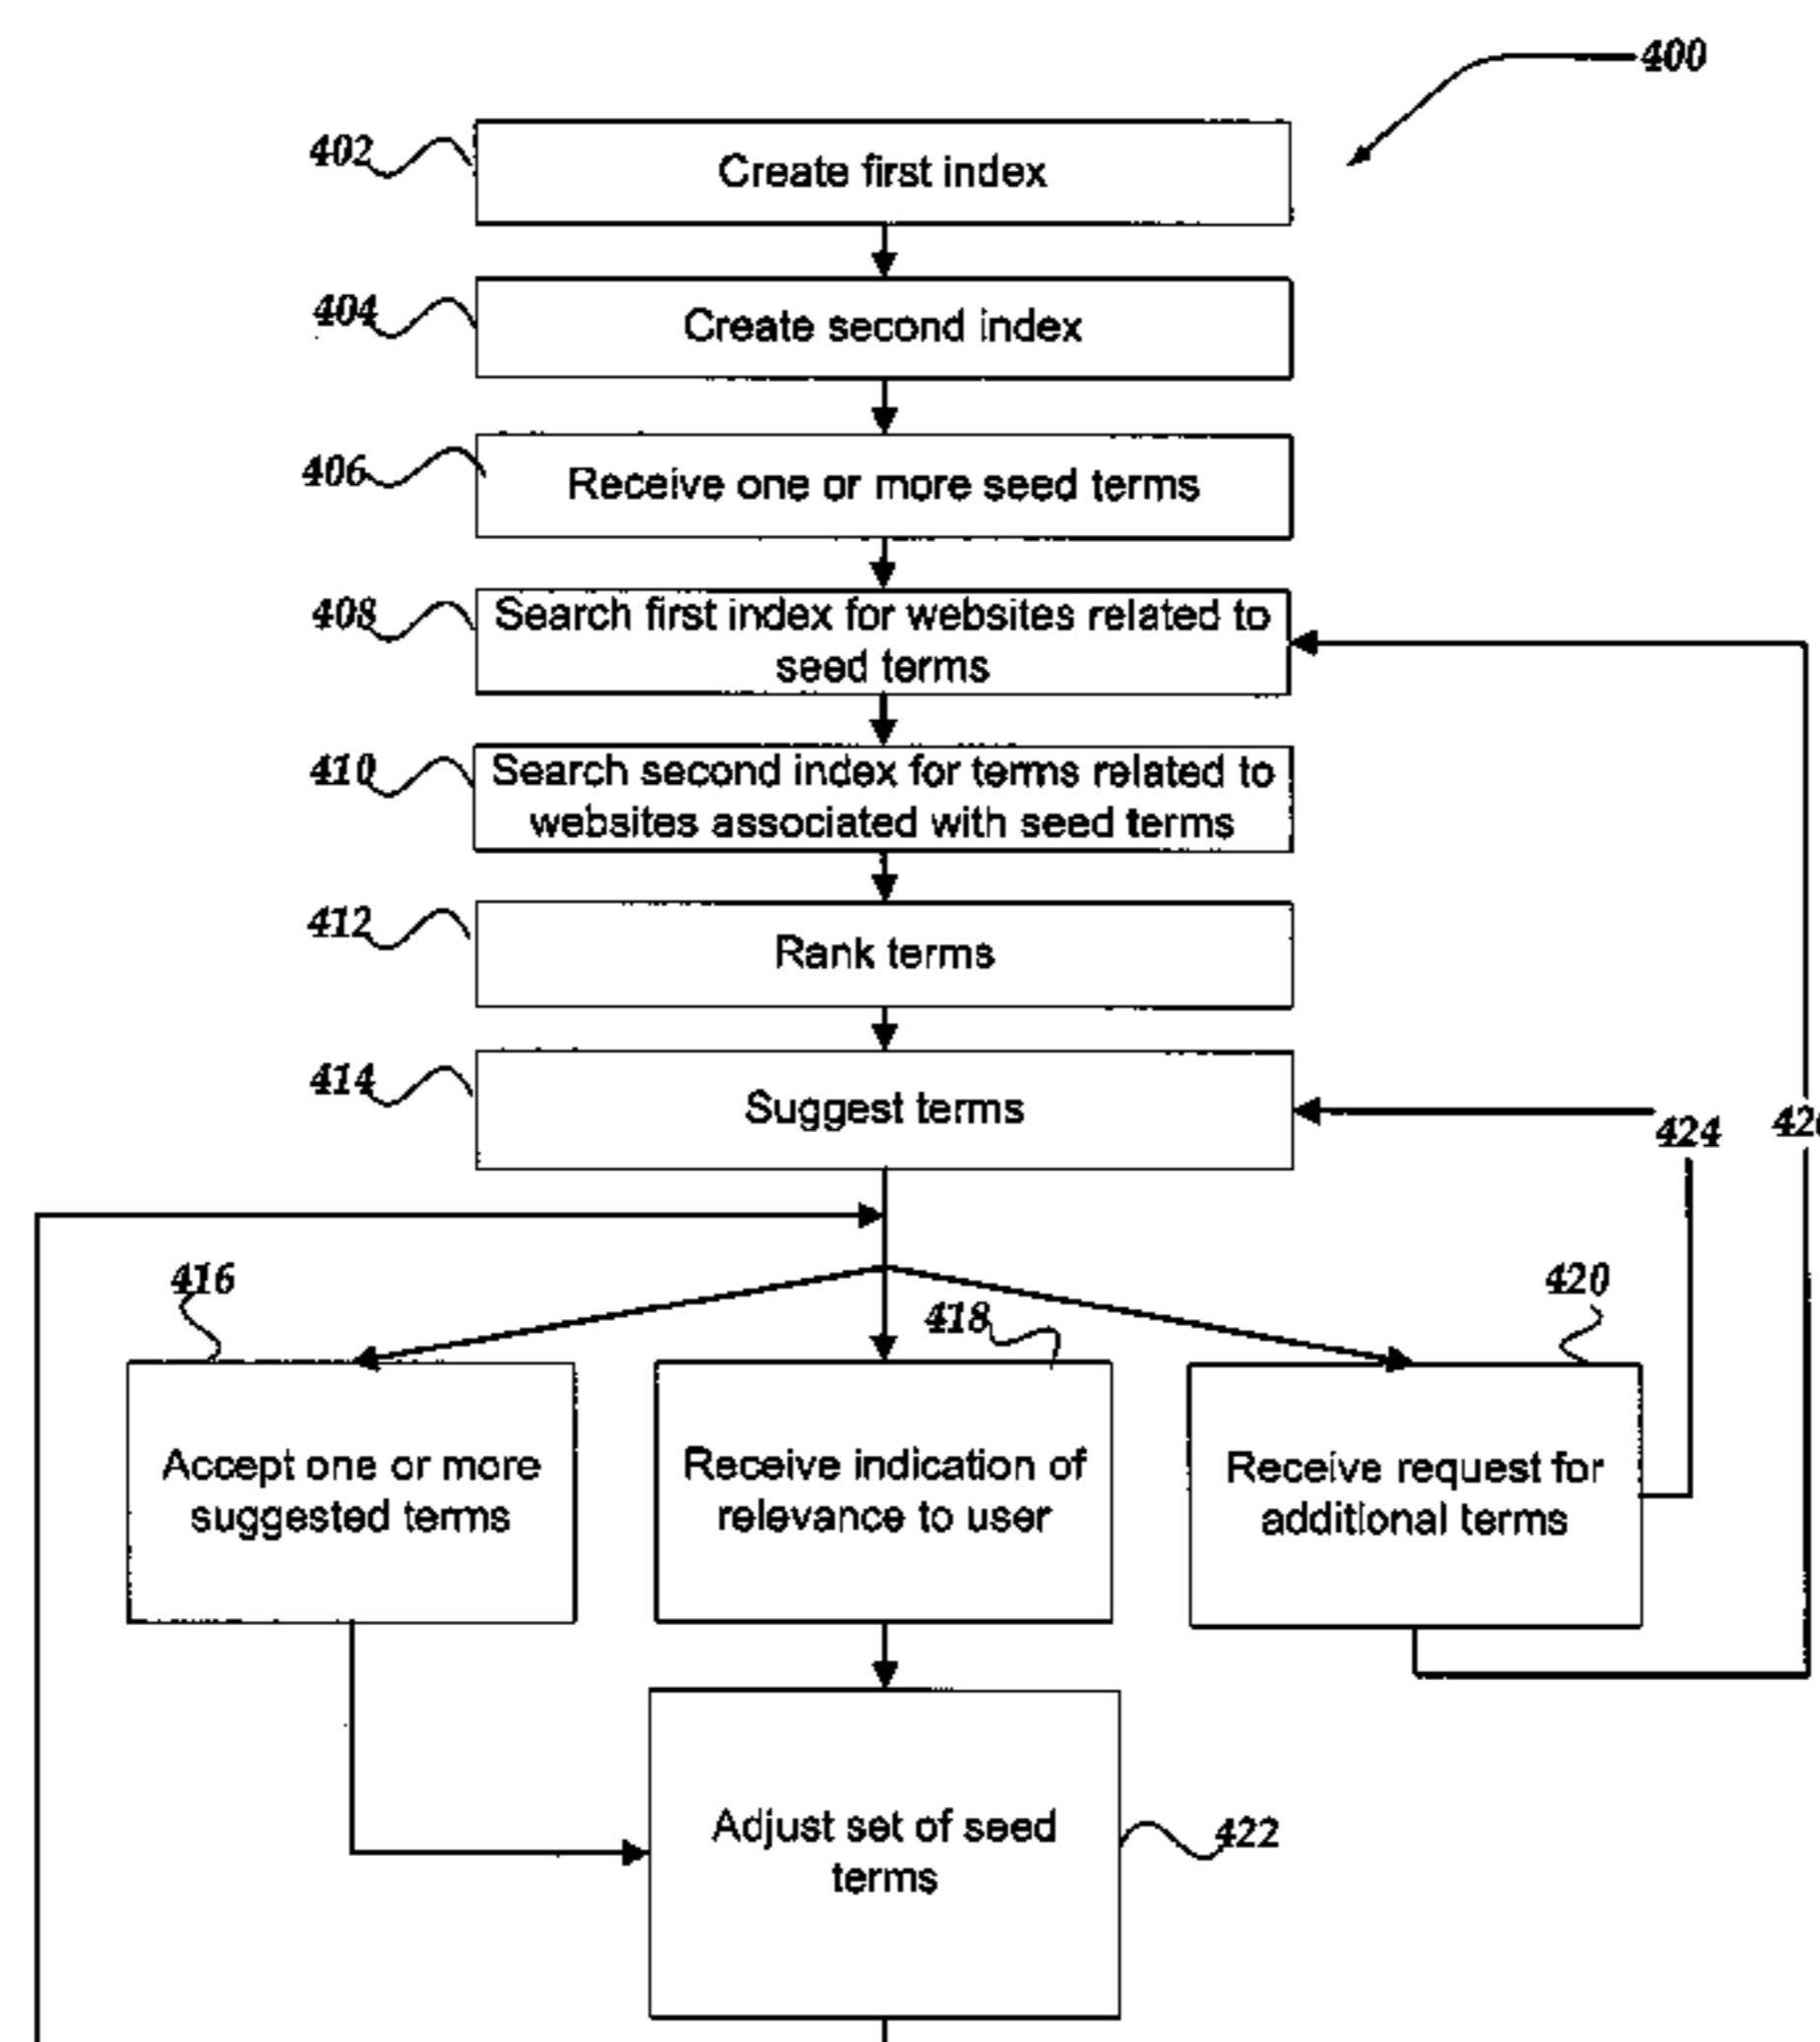 400
402
Create first index
404
Create second index
406
Receive one or more seed terms
408
Search first index for websites related to
seed terms
410
Search second index for terms related to
websites associated with seed terms
412
Rank terms
414
Suggest terms
424
416
418
420
Accept one or more
suggested terms
Receive indication of
relevance to user
Receive request for
additional terms
Adjust set of seed
terms
422